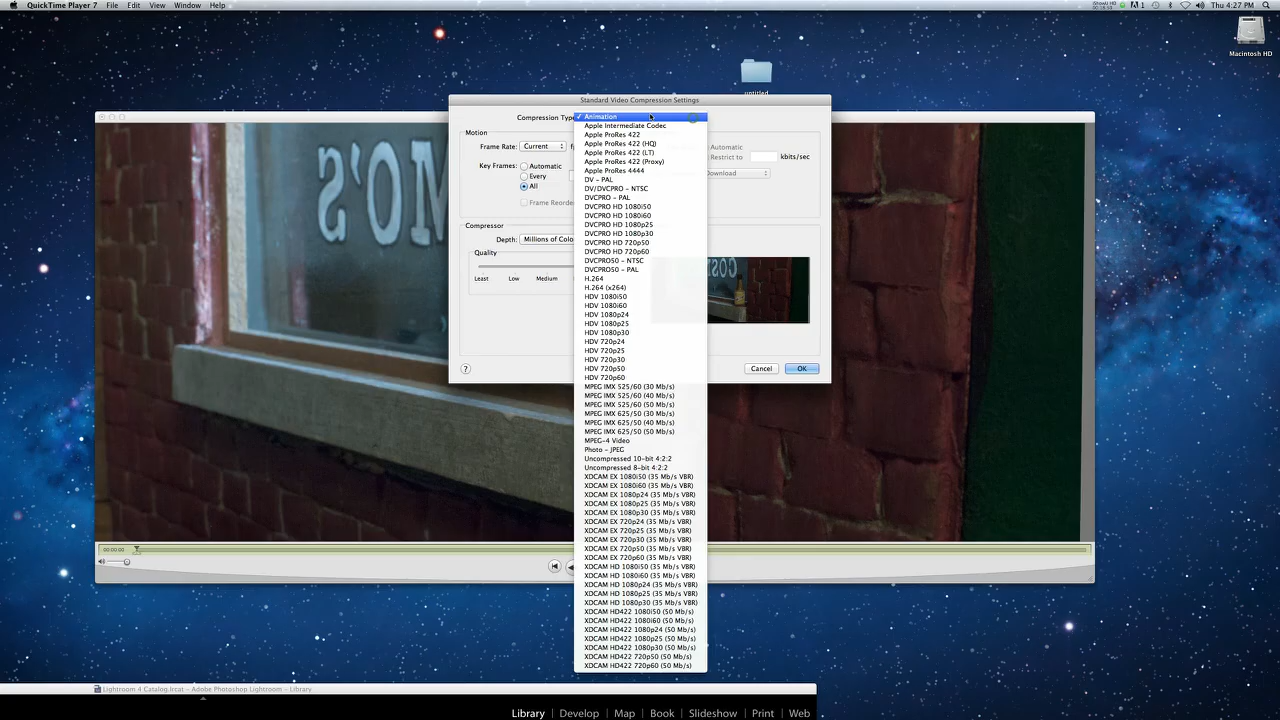 QuickTime Player 7 File Edit View Window Help
1 Thu 4:27 PM
Macintosh HD
untitled
Standard Video Compression Settings
Compression Type
Animation
Apple Intermediate Codec
Apple ProRes 422
Apple ProRes 422 (HQ)
Apple ProRes 422 (LT)
Apple ProRes 422 (Proxy)
Apple ProRes 4444
DV - PAL
DV/DVCPRO - NTSC
DVCPRO - PAL
DVCPRO HD 1080i50
DVCPRO HD 1080i60
DVCPRO HD 1080p25
DVCPRO HD 1080p30
DVCPRO HD 720p50
DVCPRO HD 720p60
DVCPRO50 - NTSC
DVCPRO50 - PAL
H.264
H.264 (x264)
HDV 1080i50
HDV 1080i60
HDV 1080p24
HDV 1080p25
HDV 1080p30
HDV 720p24
HDV 720p25
HDV 720p30
HDV 720p50
HDV 720p60
MPEG IMX 525/60 (30 Mb/s)
MPEG IMX 525/60 (40 Mb/s)
MPEG IMX 525/60 (50 Mb/s)
MPEG IMX 625/50 (30 Mb/s)
MPEG IMX 625/50 (40 Mb/s)
MPEG IMX 625/50 (50 Mb/s)
MPEG-4 Video
Photo - JPEG
Uncompressed 10-bit 4:2:2
Uncompressed 8-bit 4:2:2
XDCAM EX 1080i50 (35 Mb/s VBR)
XDCAM EX 1080i60 (35 Mb/s VBR)
XDCAM EX 1080p24 (35 Mb/s VBR)
XDCAM EX 1080p25 (35 Mb/s VBR)
XDCAM EX 1080p30 (35 Mb/s VBR)
XDCAM EX 720p24 (35 Mb/s VBR)
XDCAM EX 720p25 (35 Mb/s VBR)
XDCAM EX 720p30 (35 Mb/s VBR)
XDCAM EX 720p50 (35 Mb/s VBR)
XDCAM EX 720p60 (35 Mb/s VBR)
XDCAM HD 1080i50 (35 Mb/s VBR)
XDCAM HD 1080i60 (35 Mb/s VBR)
XDCAM HD 1080p24 (35 Mb/s VBR)
XDCAM HD 1080p25 (35 Mb/s VBR)
XDCAM HD 1080p30 (35 Mb/s VBR)
XDCAM HD422 1080i50 (50 Mb/s)
XDCAM HD422 1080i60 (50 Mb/s)
XDCAM HD422 1080p24 (50 Mb/s)
XDCAM HD422 1080p25 (50 Mb/s)
XDCAM HD422 1080p30 (50 Mb/s)
XDCAM HD422 720p50 (50 Mb/s)
XDCAM HD422 720p60 (50 Mb/s)
Motion
Frame Rate: Current
Key Frames: Automatic
Every
All
Frame Reorde
Automatic
Restrict to kbits/sec
Download
Compressor
Depth: Millions of Colo
Quality
Least Low Medium
Cancel OK
?
MO'S
00:00:00
Lightroom 4 Catalog.lrcat - Adobe Photoshop Lightroom - Library
Library Develop Map Book Slideshow Print Web